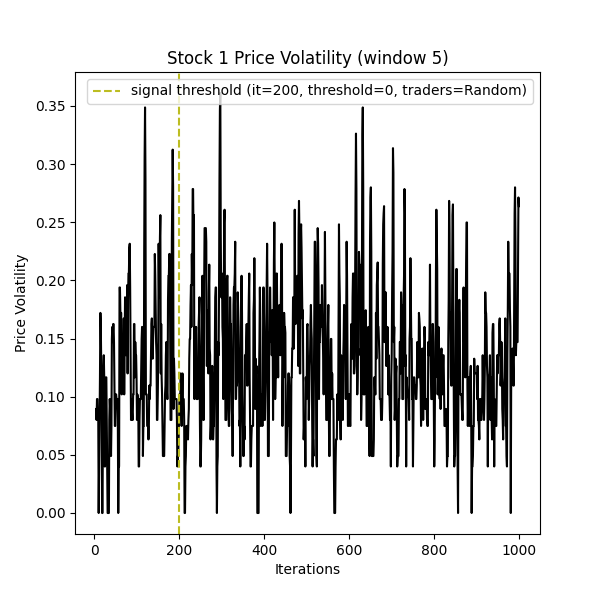 Stock 1 Price Volatility (window 5)
signal threshold (it=200, threshold=0, traders=Random)
Price Volatility
0.35
0.30
0.25
0.20
0.15
0.10
0.05
0.00
0 200 400 600 800 1000
Iterations